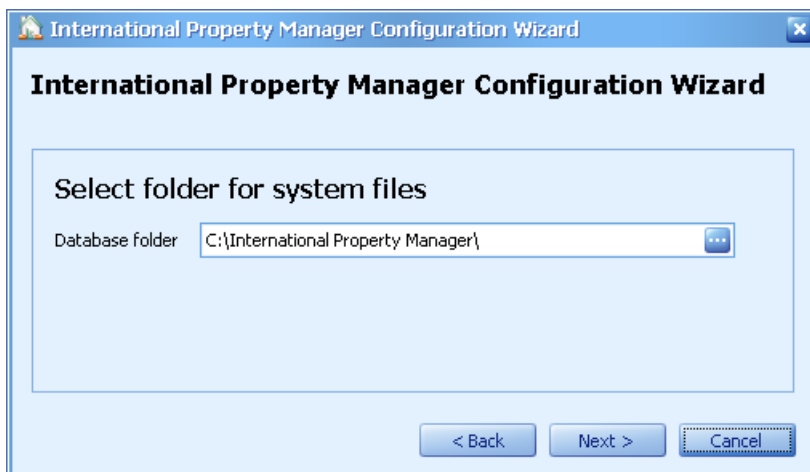 International Property Manager Configuration Wizard
International Property Manager Configuration Wizard
Select folder for system files
Database folder C:\International Property Manager\ ...
< Back Next > Cancel